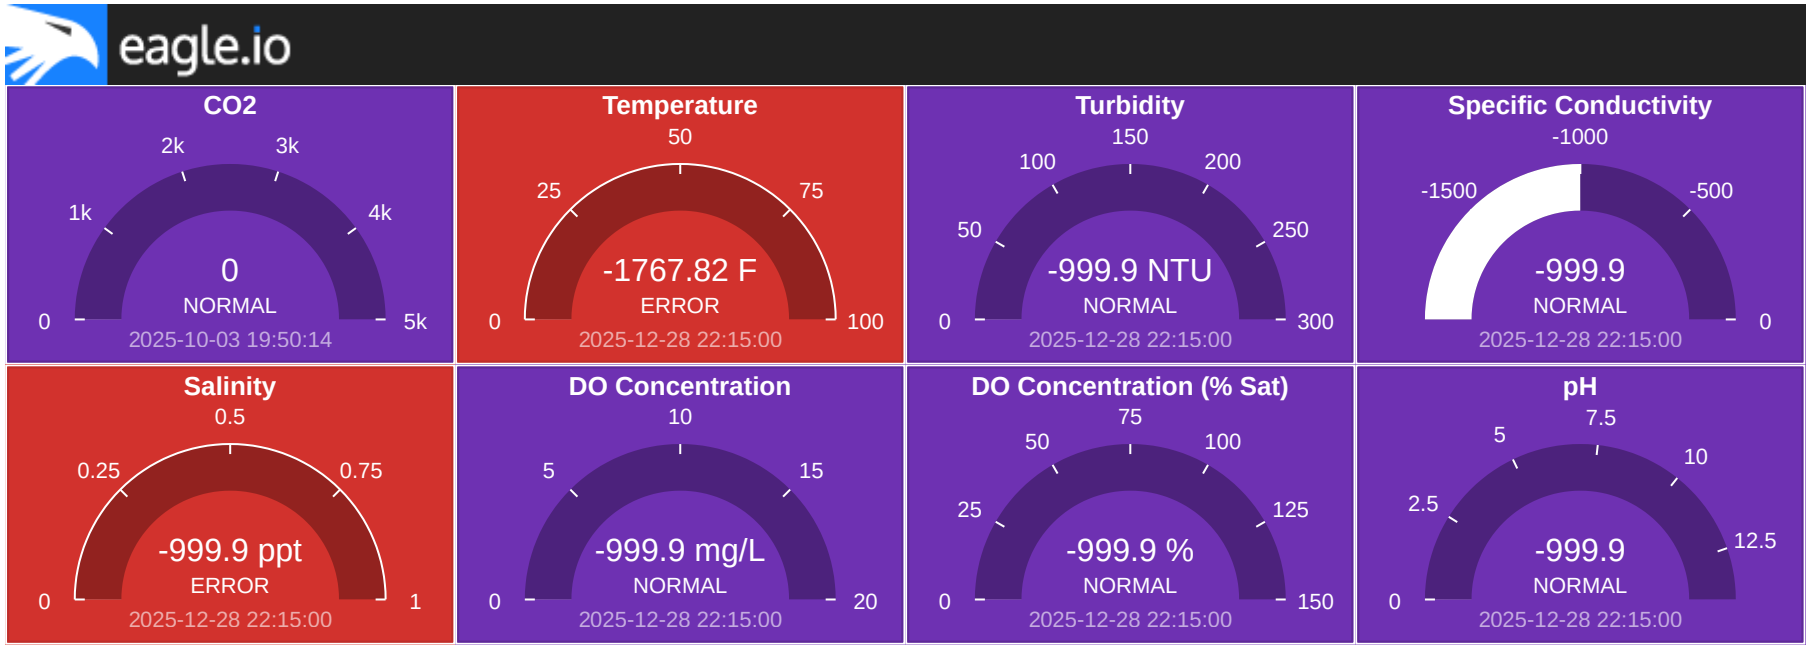 eagle.io
CO2
2k
3k
1k
4k
0
NORMAL
0
5k
2025-10-03 19:50:14
Temperature
50
25
75
-1767.82 F
ERROR
0
100
2025-12-28 22:15:00
Turbidity
150
100
200
50
250
-999.9 NTU
NORMAL
0
300
2025-12-28 22:15:00
Specific Conductivity
-1000
-1500
-500
-999.9
NORMAL
0
2025-12-28 22:15:00
Salinity
0.5
0.25
0.75
-999.9 ppt
ERROR
0
1
2025-12-28 22:15:00
DO Concentration
10
5
15
-999.9 mg/L
NORMAL
0
20
2025-12-28 22:15:00
DO Concentration (% Sat)
75
50
100
25
125
-999.9 %
NORMAL
0
150
2025-12-28 22:15:00
pH
7.5
5
10
2.5
12.5
-999.9
NORMAL
0
2025-12-28 22:15:00